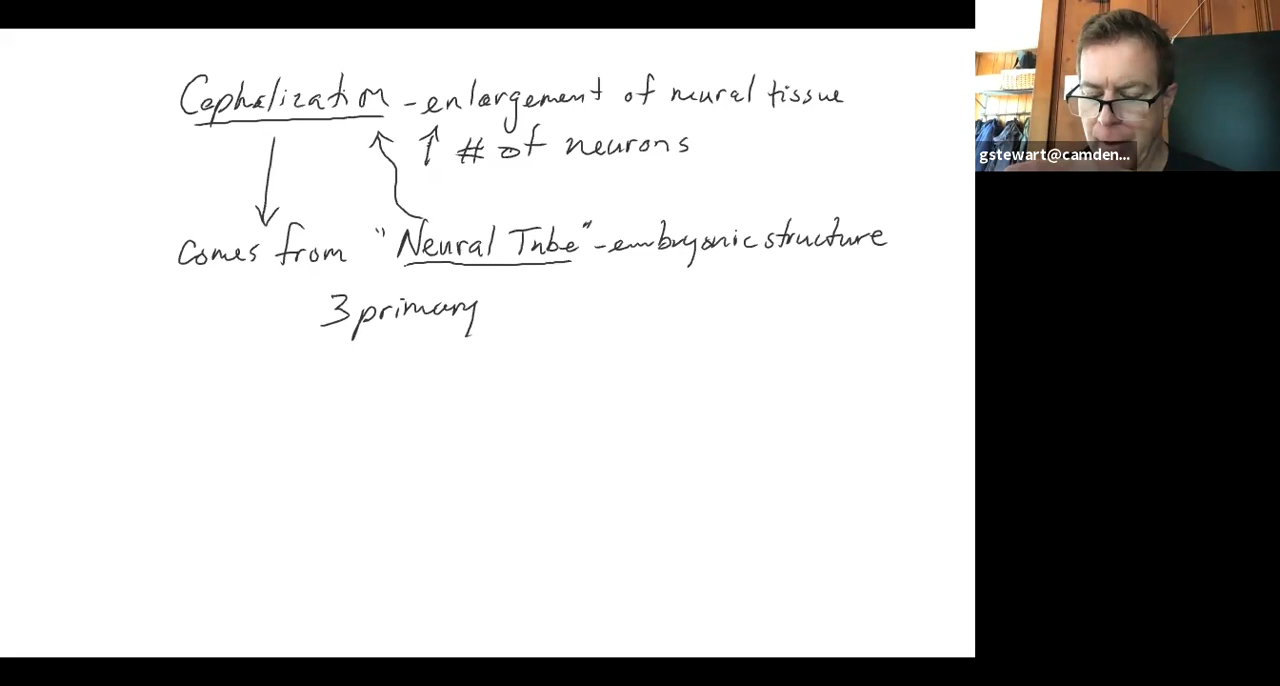 Cephalization - enlargement of neural tissue
↑ # of neurons
Comes from "Neural Tube" - embryonic structure
3 primary
gstewart@camden...